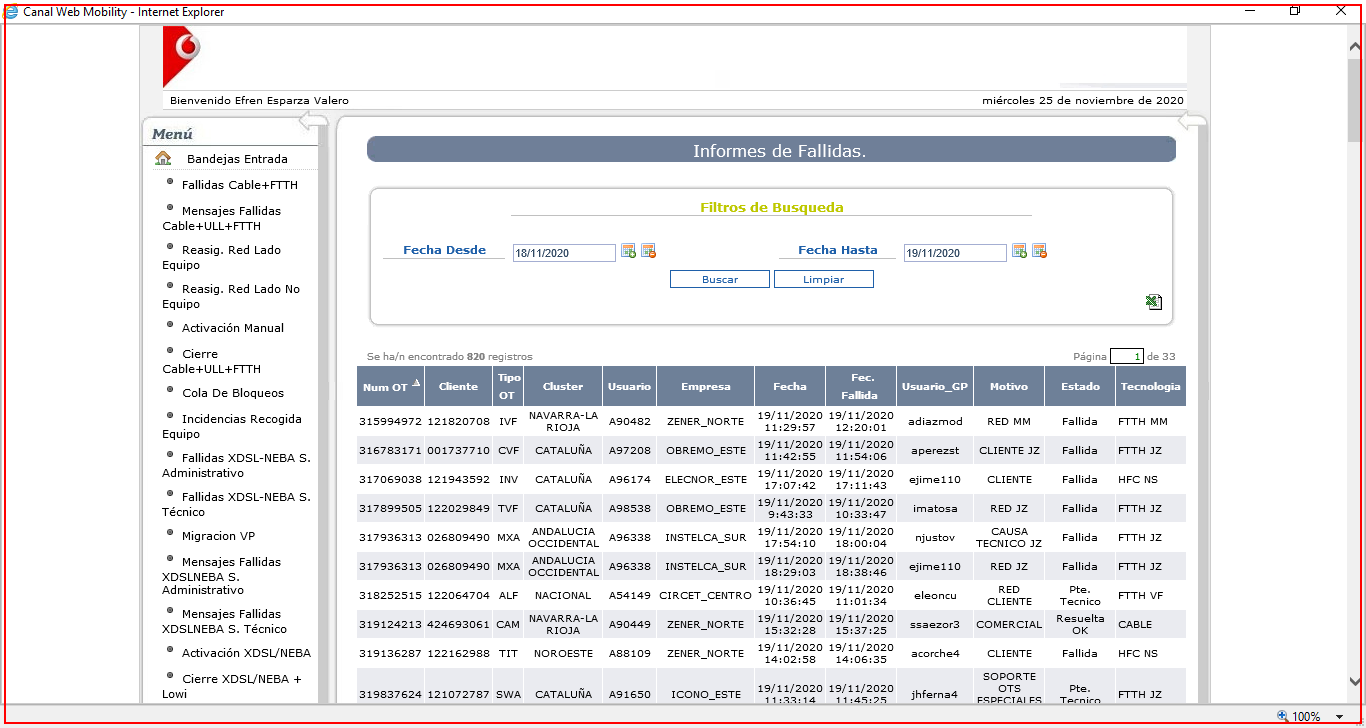 Canal Web Mobility - Internet Explorer
Bienvenido Efren Esparza Valero
miércoles 25 de noviembre de 2020
Menú
Bandejas Entrada
Fallidas Cable+FTTH
Mensajes Fallidas
Cable+ULL+FTTH
Reasig. Red Lado
Equipo
Reasig. Red Lado No
Equipo
Activación Manual
Cierre
Cable+ULL+FTTH
Cola De Bloqueos
Incidencias Recogida
Equipo
Fallidas XDSL-NEBA S.
Administrativo
Fallidas XDSL-NEBA S.
Técnico
Migracion VP
Mensajes Fallidas
XDSLNEBA S.
Administrativo
Mensajes Fallidas
XDSLNEBA S. Técnico
Activación XDSL/NEBA
Cierre XDSL/NEBA +
Lowi
Informes de Fallidas.
Filtros de Busqueda
Fecha Desde 18/11/2020 Fecha Hasta 19/11/2020
Buscar Limpiar
Se ha/n encontrado 820 registros Página 1 de 33
Num OT Cliente Tipo OT Cluster Usuario Empresa Fecha Fec. Fallida Usuario_GP Motivo Estado Tecnologia
315994972 121820708 IVF NAVARRA-LA RIOJA A90482 ZENER_NORTE 19/11/2020 11:29:57 19/11/2020 12:20:01 adiazmod RED MM Fallida FTTH MM
316783171 001737710 CVF CATALUÑA A97208 OBREMO_ESTE 19/11/2020 11:42:55 19/11/2020 11:54:06 aperezst CLIENTE JZ Fallida FTTH JZ
317069038 121943592 INV CATALUÑA A96174 ELECNOR_ESTE 19/11/2020 17:07:42 19/11/2020 17:11:43 ejime110 CLIENTE Fallida HFC NS
317899505 122029849 TVF CATALUÑA A98538 OBREMO_ESTE 19/11/2020 9:43:33 19/11/2020 10:33:47 imatosa RED JZ Fallida FTTH JZ
317936313 026809490 MXA ANDALUCIA OCCIDENTAL A96338 INSTELCA_SUR 19/11/2020 17:54:10 19/11/2020 18:00:04 njustov CAUSA TECNICO JZ Fallida FTTH JZ
317936313 026809490 MXA ANDALUCIA OCCIDENTAL A96338 INSTELCA_SUR 19/11/2020 18:29:03 19/11/2020 18:38:46 ejime110 RED JZ Fallida FTTH JZ
318252515 122064704 ALF NACIONAL A54149 CIRCET_CENTRO 19/11/2020 10:36:45 19/11/2020 11:01:34 eleoncu RED CLIENTE Pte. Tecnico FTTH VF
319124213 424693061 CAM NAVARRA-LA RIOJA A90449 ZENER_NORTE 19/11/2020 15:32:28 19/11/2020 15:37:25 ssaezor3 COMERCIAL Resuelta OK CABLE
319136287 122162988 TIT NOROESTE A88109 ZENER_NORTE 19/11/2020 14:02:58 19/11/2020 14:06:35 acorche4 CLIENTE Fallida HFC NS
319837624 121072787 SWA CATALUÑA A91650 ICONO_ESTE 19/11/2020 11:33:14 19/11/2020 11:45:25 jhferna4 SOPORTE OTS ESPECIALES Pte. Tecnico FTTH JZ
100%